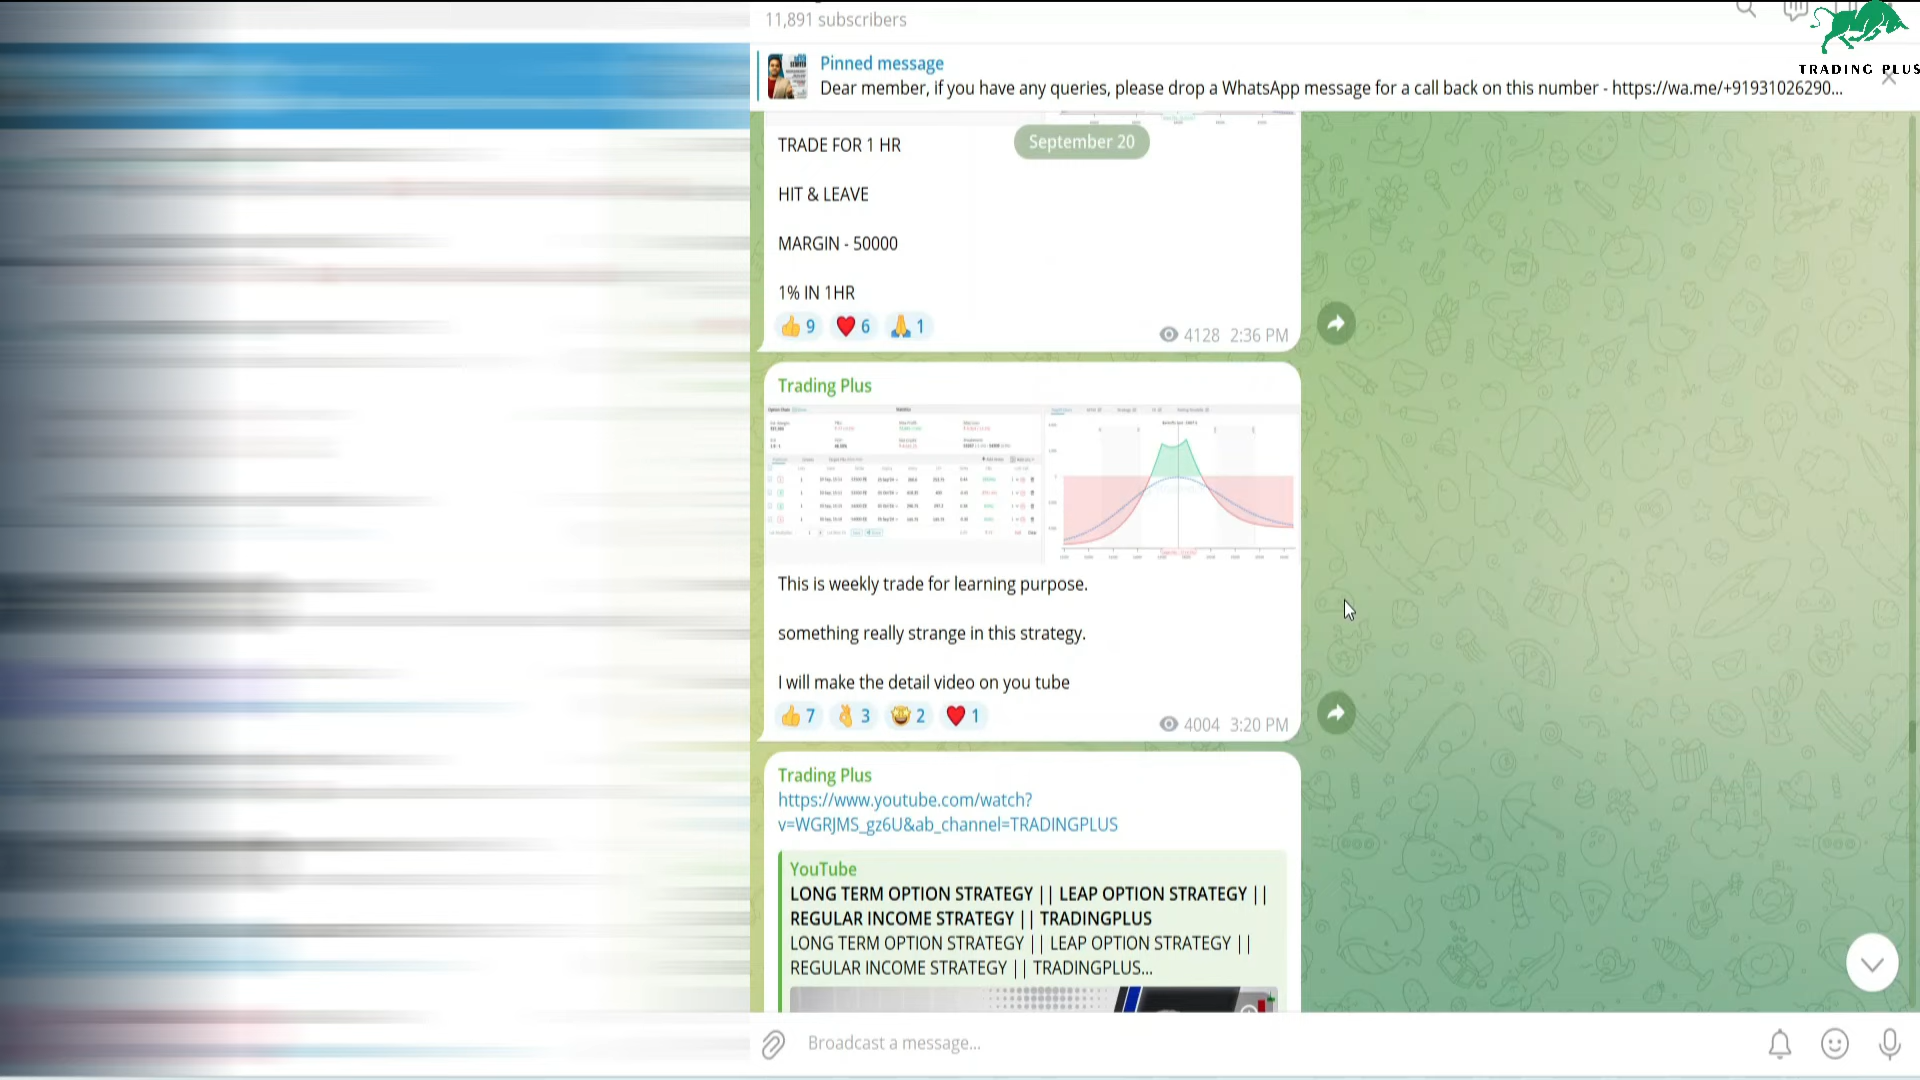 11,891 subscribers
TRADING PLUS
Pinned message
Dear member, if you have any queries, please drop a WhatsApp message for a call back on this number - https://wa.me/+91931026290...
September 20
TRADE FOR 1 HR
HIT & LEAVE
MARGIN - 50000
1% IN 1HR
9 6 1
4128 2:36 PM
Trading Plus
This is weekly trade for learning purpose.
something really strange in this strategy.
I will make the detail video on you tube
7 3 2 1
4004 3:20 PM
Trading Plus
https://www.youtube.com/watch?
v=WGRJMS_gz6U&ab_channel=TRADINGPLUS
YouTube
LONG TERM OPTION STRATEGY || LEAP OPTION STRATEGY ||
REGULAR INCOME STRATEGY || TRADINGPLUS
LONG TERM OPTION STRATEGY || LEAP OPTION STRATEGY ||
REGULAR INCOME STRATEGY || TRADINGPLUS...
Broadcast a message...